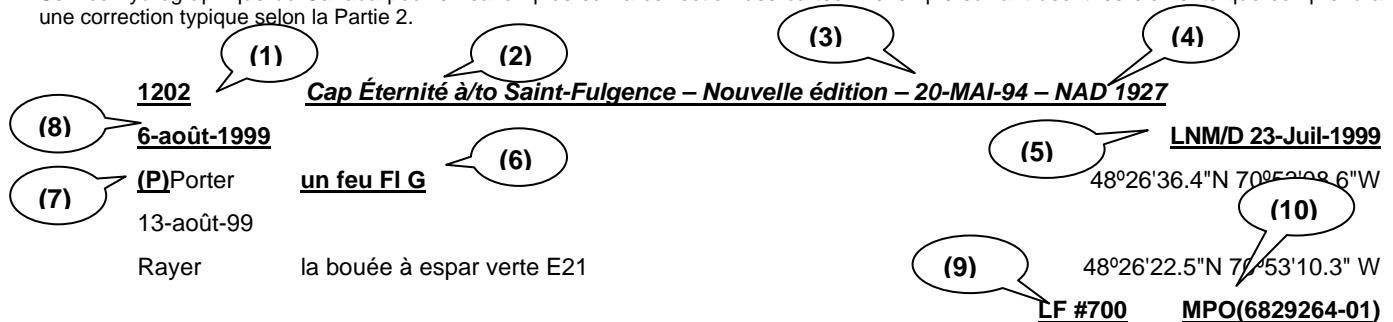 une correction typique selon la Partie 2.
(1) (2) (3) (4)
1202 Cap Éternité à/to Saint-Fulgence – Nouvelle édition – 20-MAI-94 – NAD 1927
(8) 6-août-1999 (5) LNM/D 23-Juil-1999
(7) (P)Porter un feu Fl G (6) 48º26'36.4"N
13-août-99 (10)
Rayer la bouée à espar verte E21 (9) 48º26'22.5"N 70º53'10.3" W
LF #700 MPO(6829264-01)